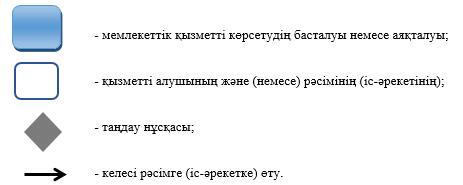 - мемлекеттік қызметті көрсетудің басталуы немесе аяқталуы;
- қызметті алушының және (немесе) рәсімінің (іс-әрекетінің);
- таңдау нұсқасы;
- келесі рәсімге (іс-әрекетке) өту.